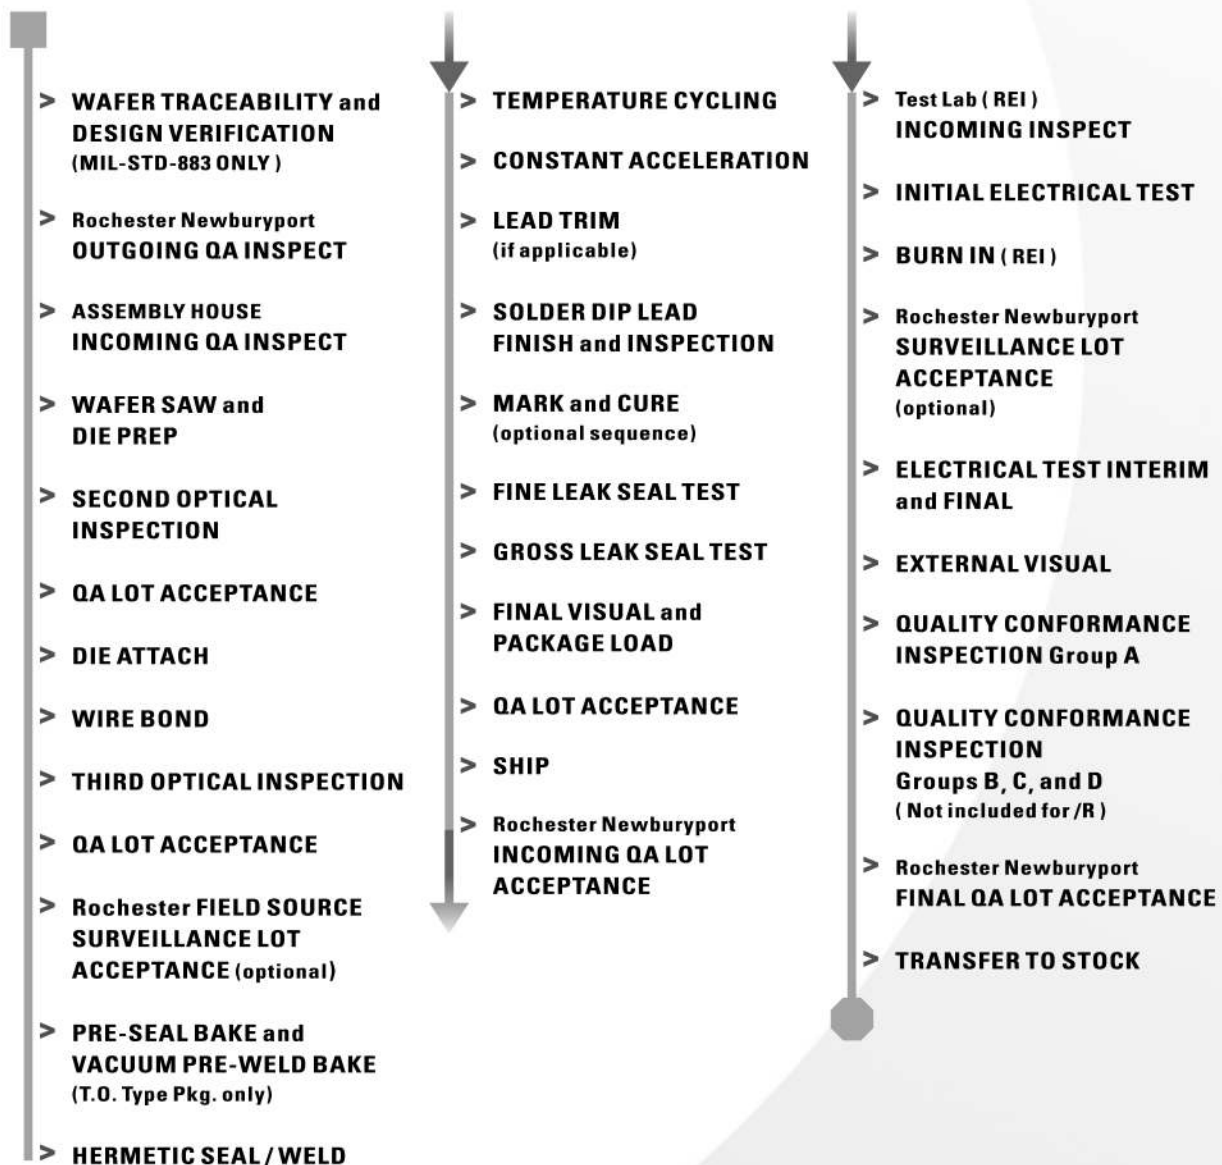 > WAFER TRACEABILITY and
DESIGN VERIFICATION
(MIL-STD-883 ONLY )
> Rochester Newburyport
OUTGOING QA INSPECT
> ASSEMBLY HOUSE
INCOMING QA INSPECT
> WAFER SAW and
DIE PREP
> SECOND OPTICAL
INSPECTION
> QA LOT ACCEPTANCE
> DIE ATTACH
> WIRE BOND
> THIRD OPTICAL INSPECTION
> QA LOT ACCEPTANCE
> Rochester FIELD SOURCE
SURVEILLANCE LOT
ACCEPTANCE (optional)
> PRE-SEAL BAKE and
VACUUM PRE-WELD BAKE
(T.O. Type Pkg. only)
> HERMETIC SEAL / WELD
> TEMPERATURE CYCLING
> CONSTANT ACCELERATION
> LEAD TRIM
(if applicable)
> SOLDER DIP LEAD
FINISH and INSPECTION
> MARK and CURE
(optional sequence)
> FINE LEAK SEAL TEST
> GROSS LEAK SEAL TEST
> FINAL VISUAL and
PACKAGE LOAD
> QA LOT ACCEPTANCE
> SHIP
> Rochester Newburyport
INCOMING QA LOT
ACCEPTANCE
> Test Lab ( REI )
INCOMING INSPECT
> INITIAL ELECTRICAL TEST
> BURN IN ( REI )
> Rochester Newburyport
SURVEILLANCE LOT
ACCEPTANCE
(optional)
> ELECTRICAL TEST INTERIM
and FINAL
> EXTERNAL VISUAL
> QUALITY CONFORMANCE
INSPECTION Group A
> QUALITY CONFORMANCE
INSPECTION
Groups B, C, and D
( Not included for /R )
> Rochester Newburyport
FINAL QA LOT ACCEPTANCE
> TRANSFER TO STOCK